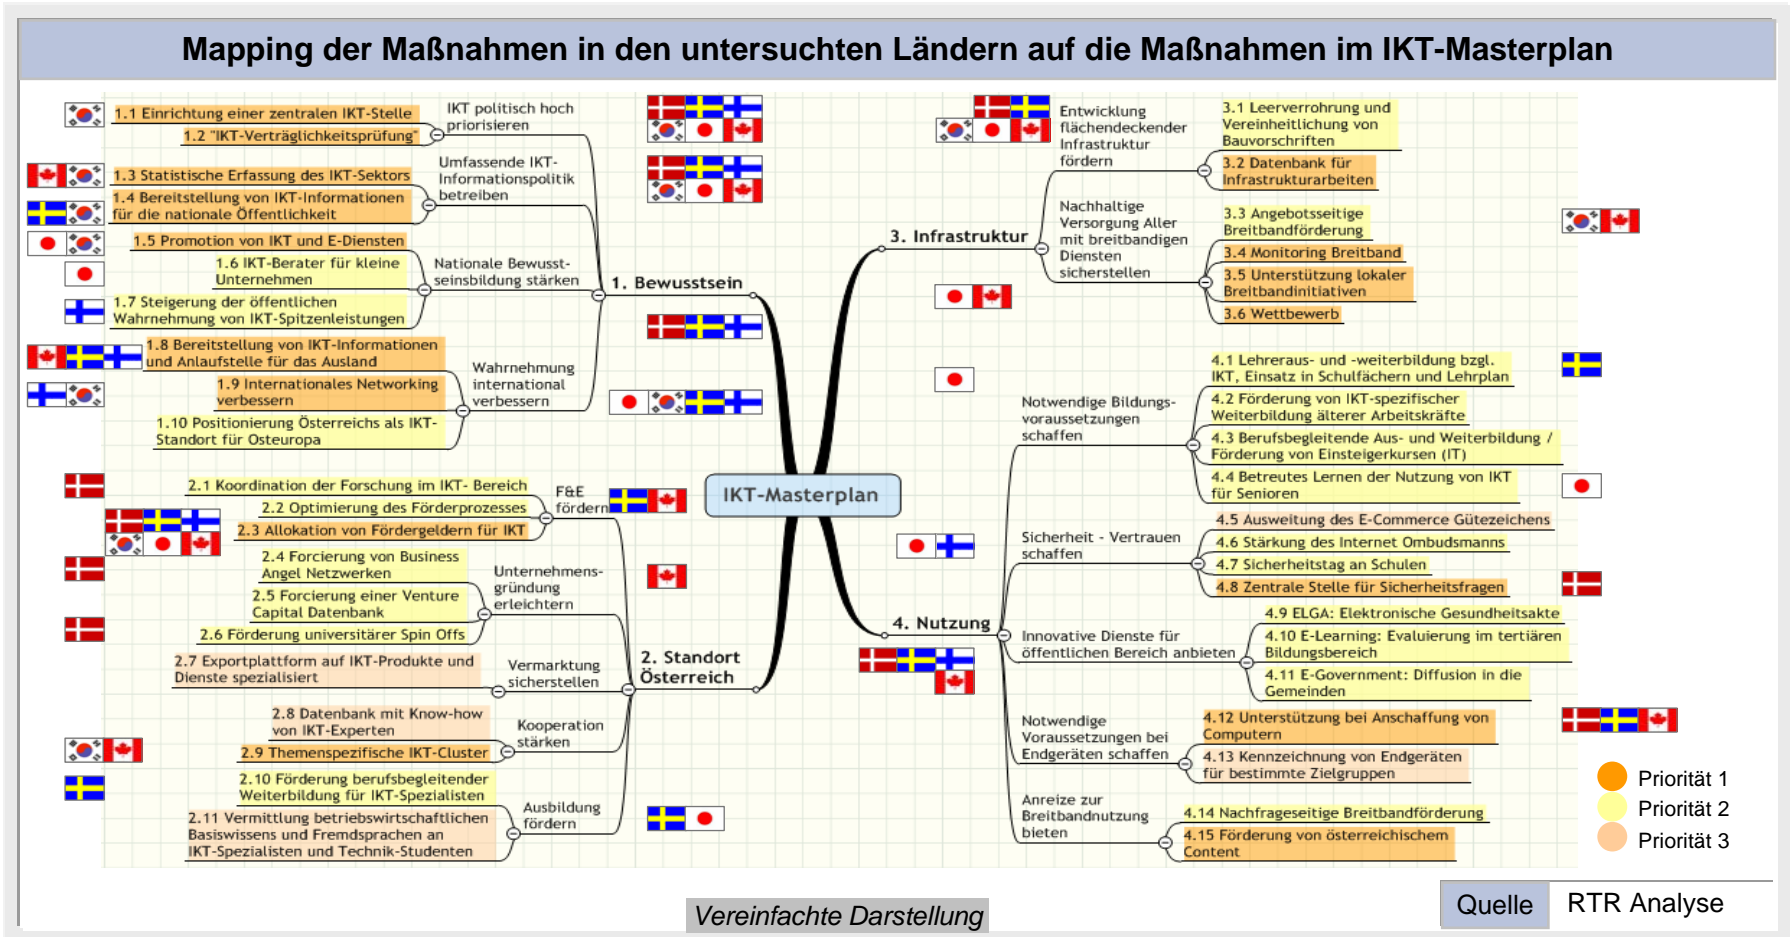 Mapping der Maßnahmen in den untersuchten Ländern auf die Maßnahmen im IKT-Masterplan
IKT-Masterplan
1. Bewusstsein
IKT politisch hoch
priorisieren
1.1 Einrichtung einer zentralen IKT-Stelle
1.2 "IKT-Verträglichkeitsprüfung"
Umfassende IKT-
Informationspolitik
betreiben
1.3 Statistische Erfassung des IKT-Sektors
1.4 Bereitstellung von IKT-Informationen
für die nationale Öffentlichkeit
Nationale Bewusst-
seinsbildung stärken
1.5 Promotion von IKT und E-Diensten
1.6 IKT-Berater für kleine
Unternehmen
1.7 Steigerung der öffentlichen
Wahrnehmung von IKT-Spitzenleistungen
Wahrnehmung
international
verbessern
1.8 Bereitstellung von IKT-Informationen
und Anlaufstelle für das Ausland
1.9 Internationales Networking
verbessern
1.10 Positionierung Österreichs als IKT-
Standort für Osteuropa
2. Standort
Österreich
F&E
fördern
2.1 Koordination der Forschung im IKT- Bereich
2.2 Optimierung des Förderprozesses
2.3 Allokation von Fördergeldern für IKT
Unternehmens-
gründung
erleichtern
2.4 Forcierung von Business
Angel Netzwerken
2.5 Forcierung einer Venture
Capital Datenbank
2.6 Förderung universitärer Spin Offs
Vermarktung
sicherstellen
2.7 Exportplattform auf IKT-Produkte und
Dienste spezialisiert
Kooperation
stärken
2.8 Datenbank mit Know-how
von IKT-Experten
2.9 Themenspezifische IKT-Cluster
Ausbildung
fördern
2.10 Förderung berufsbegleitender
Weiterbildung für IKT-Spezialisten
2.11 Vermittlung betriebswirtschaftlichen
Basiswissens und Fremdsprachen an
IKT-Spezialisten und Technik-Studenten
3. Infrastruktur
Entwicklung
flächendeckender
Infrastruktur
fördern
3.1 Leerverrohrung und
Vereinheitlichung von
Bauvorschriften
3.2 Datenbank für
Infrastrukturarbeiten
Nachhaltige
Versorgung Aller
mit breitbandigen
Diensten
sicherstellen
3.3 Angebotsseitige
Breitbandförderung
3.4 Monitoring Breitband
3.5 Unterstützung lokaler
Breitbandinitiativen
3.6 Wettbewerb
4. Nutzung
Notwendige Bildungs-
voraussetzungen
schaffen
4.1 Lehreraus- und -weiterbildung bzgl.
IKT, Einsatz in Schulfächern und Lehrplan
4.2 Förderung von IKT-spezifischer
Weiterbildung älterer Arbeitskräfte
4.3 Berufsbegleitende Aus- und Weiterbildung /
Förderung von Einsteigerkursen (IT)
4.4 Betreutes Lernen der Nutzung von IKT
für Senioren
Sicherheit - Vertrauen
schaffen
4.5 Ausweitung des E-Commerce Gütezeichens
4.6 Stärkung des Internet Ombudsmanns
4.7 Sicherheitstag an Schulen
4.8 Zentrale Stelle für Sicherheitsfragen
Innovative Dienste für
öffentlichen Bereich anbieten
4.9 ELGA: Elektronische Gesundheitsakte
4.10 E-Learning: Evaluierung im tertiären
Bildungsbereich
4.11 E-Government: Diffusion in die
Gemeinden
Notwendige
Voraussetzungen bei
Endgeräten schaffen
4.12 Unterstützung bei Anschaffung von
Computern
4.13 Kennzeichnung von Endgeräten
für bestimmte Zielgruppen
Anreize zur
Breitbandnutzung
bieten
4.14 Nachfrageseitige Breitbandförderung
4.15 Förderung von österreichischem
Content
Priorität 1
Priorität 2
Priorität 3
Vereinfachte Darstellung
Quelle
RTR Analyse